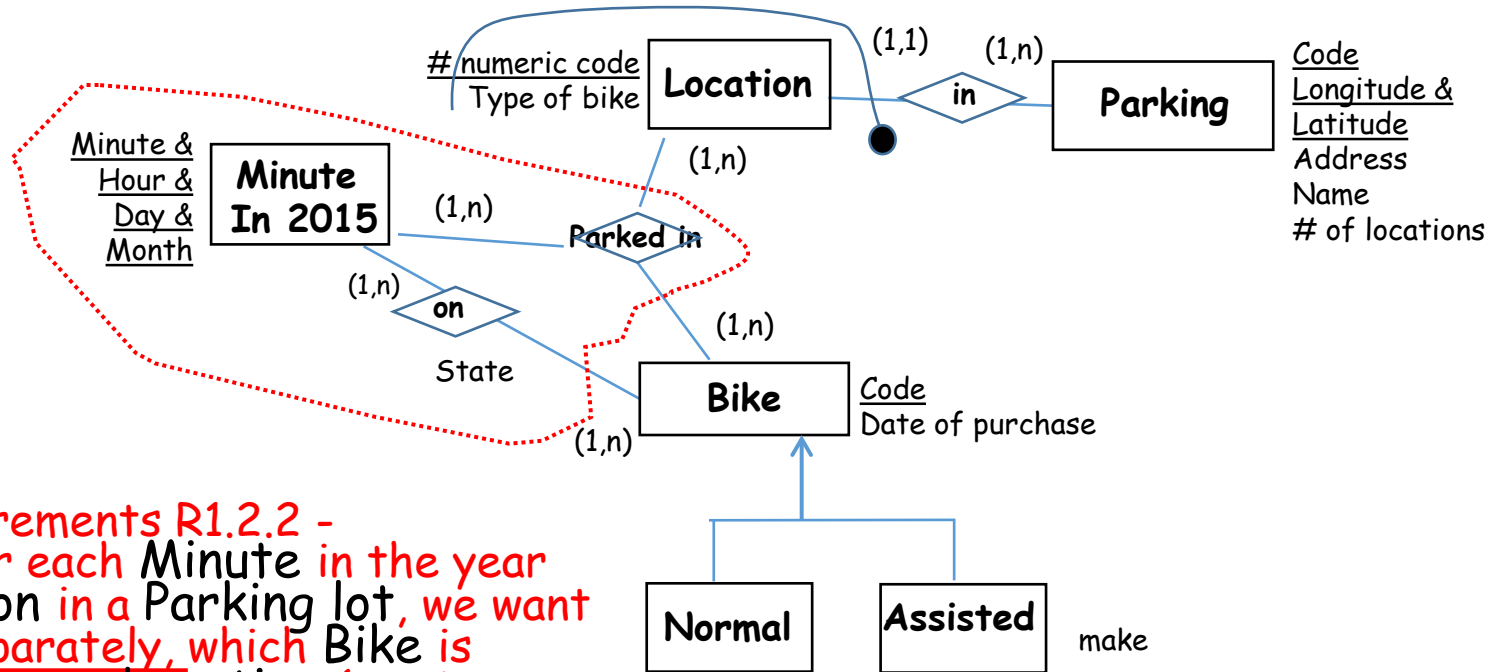 (1,1)
(1,n)
# numeric code
Type of bike
Location
in
Parking
Code
Longitude &
Latitude
Address
Name
# of locations
Minute &
Hour &
Day &
Month
Minute
In 2015
(1,n)
(1,n)
Parked in
(1,n)
on
State
(1,n)
(1,n)
Bike
Code
Date of purchase
rements R1.2.2 -
r each Minute in the year
on in a Parking lot, we want
parately, which Bike is
Normal
Assisted
make